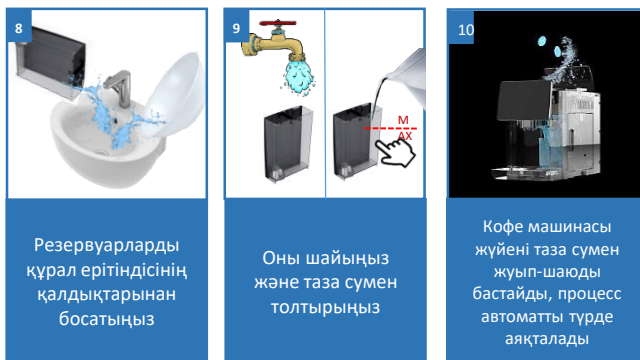 8
Резервуарларды
құрал ерітіндісінің
қалдықтарынан
босатыңыз
9
М
АХ
Оны шайыңыз
және таза сумен
толтырыңыз
10
Кофе машинасы
жүйені таза сумен
жуып-шаюды
бастайды, процесс
автоматты түрде
аяқталады